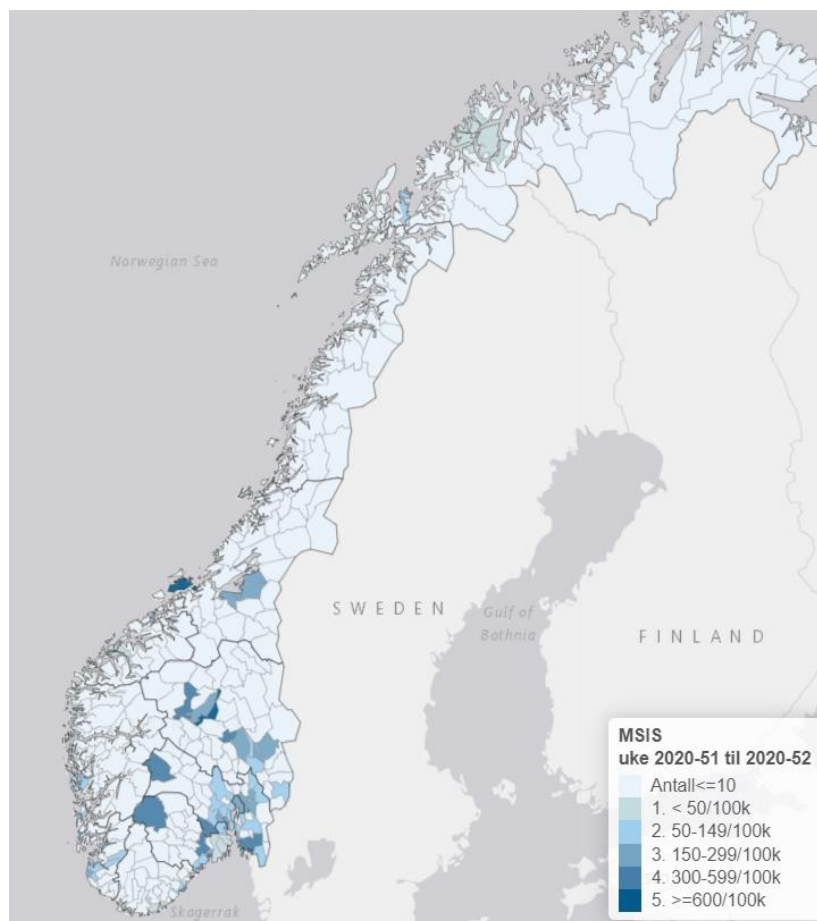 Norwegian Sea
SWEDEN
Gulf of
Bothnia
FINLAND
Skagerrak
MSIS
uke 2020-51 til 2020-52
Antall<=10
1. < 50/100k
2. 50-149/100k
3. 150-299/100k
4. 300-599/100k
5. >=600/100k